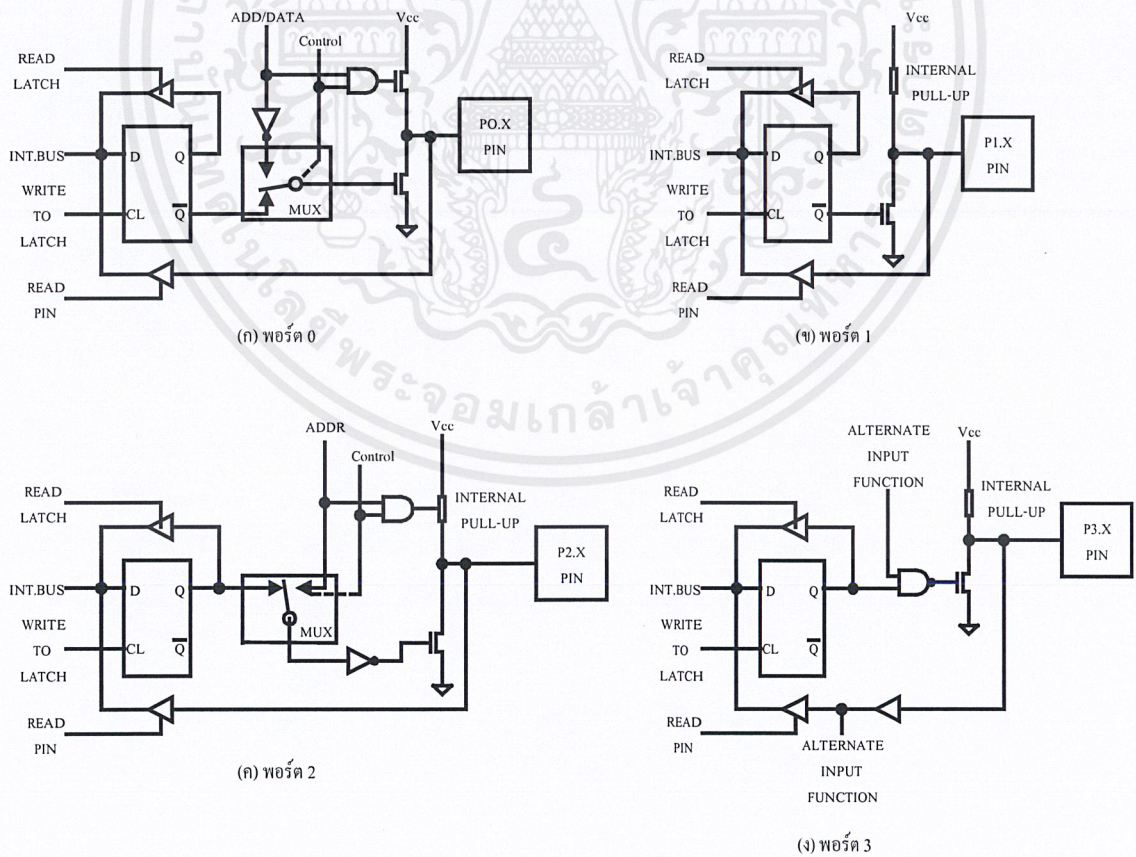 ADD/DATA
Vcc
Control
READ
LATCH
INT.BUS
D
Q
WRITE
TO
LATCH
CL
Q
MUX
READ
PIN
PO.X
PIN
(ก) พอร์ต 0
Vcc
READ
LATCH
INTERNAL
PULL-UP
INT.BUS
D
Q
WRITE
TO
LATCH
CL
Q
READ
PIN
P1.X
PIN
(ข) พอร์ต 1
ADDR
Vcc
Control
READ
LATCH
INTERNAL
PULL-UP
INT.BUS
D
Q
WRITE
TO
LATCH
CL
Q
MUX
READ
PIN
P2.X
PIN
(ค) พอร์ต 2
ALTERNATE
INPUT
FUNCTION
Vcc
READ
LATCH
INTERNAL
PULL-UP
INT.BUS
D
Q
WRITE
TO
LATCH
CL
Q
READ
PIN
ALTERNATE
INPUT
FUNCTION
P3.X
PIN
(ง) พอร์ต 3